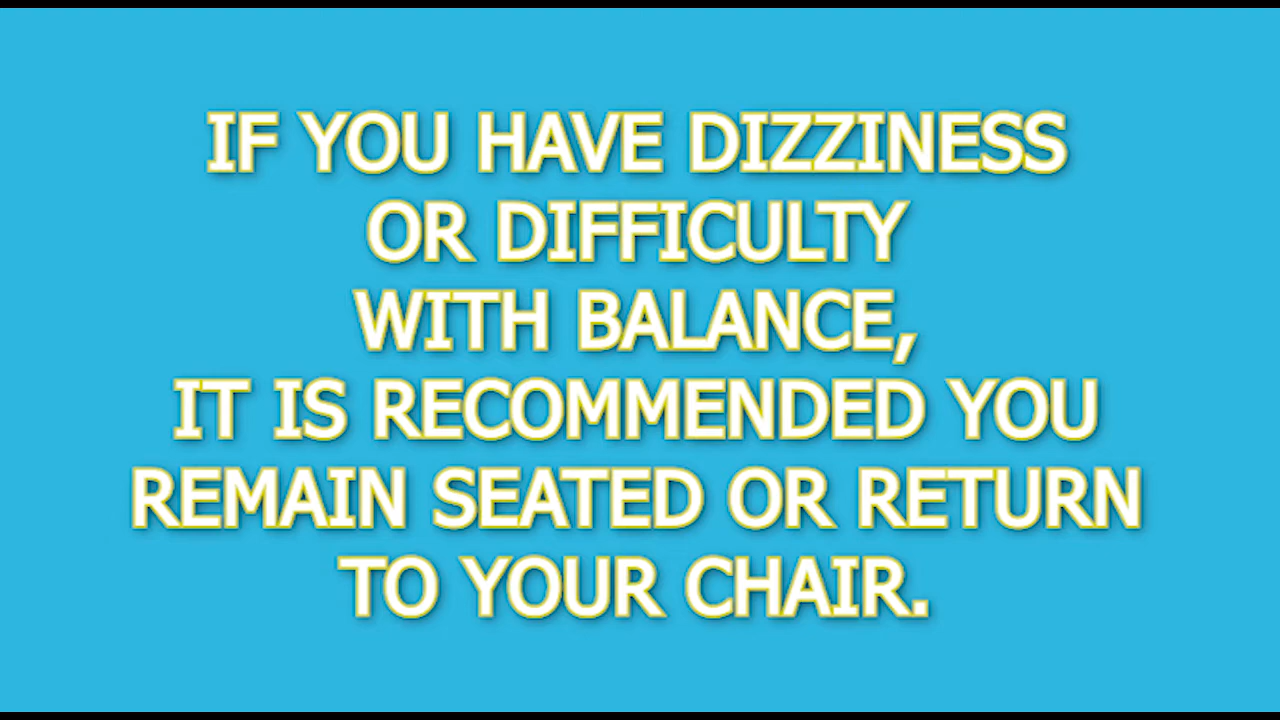 IF YOU HAVE DIZZINESS
OR DIFFICULTY
WITH BALANCE,
IT IS RECOMMENDED YOU
REMAIN SEATED OR RETURN
TO YOUR CHAIR.